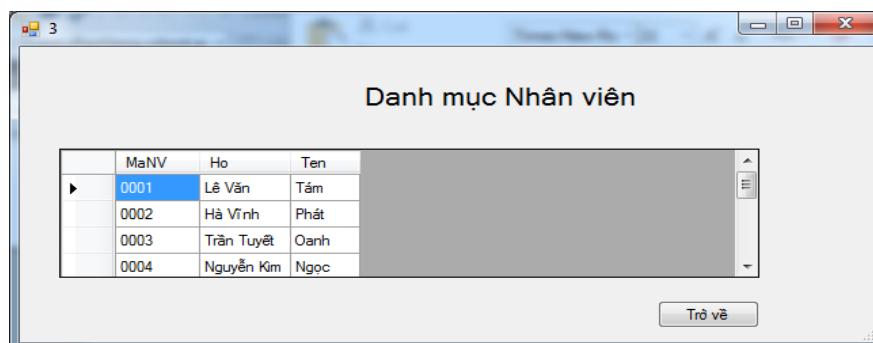 3
Danh mục Nhân viên
MaNV Ho Ten
0001 Lê Văn Tám
0002 Hà Vĩnh Phát
0003 Trần Tuyết Oanh
0004 Nguyễn Kim Ngọc
Trở về